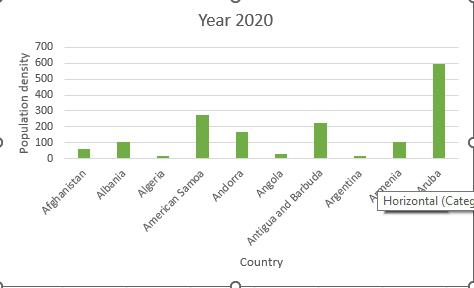 Year 2020
Population density
700
600
500
400
300
200
100
0
Afghanistan
Albania
Algeria
American Samoa
Andorra
Angola
Antigua and Barbuda
Argentina
Armenia
Aruba
Horizontal (Categ
Country